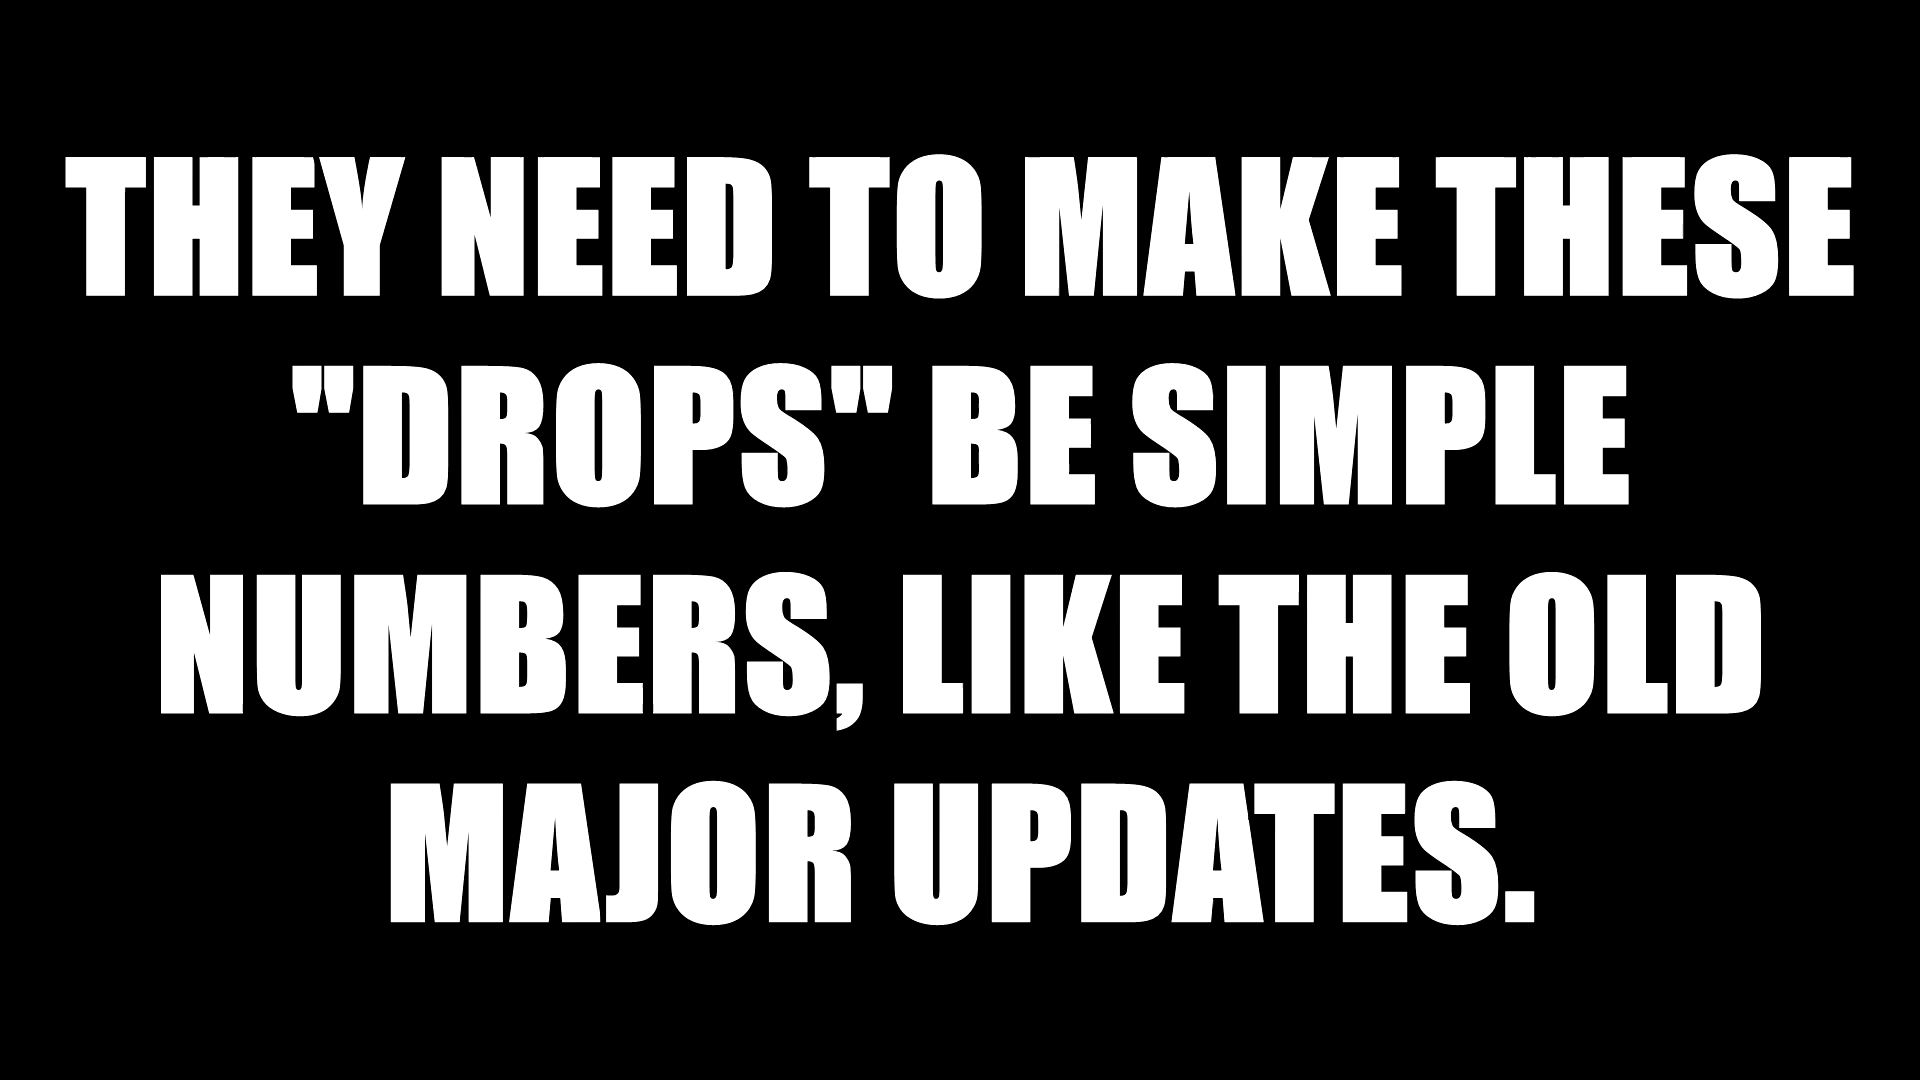 THEY NEED TO MAKE THESE
"DROPS" BE SIMPLE
NUMBERS, LIKE THE OLD
MAJOR UPDATES.